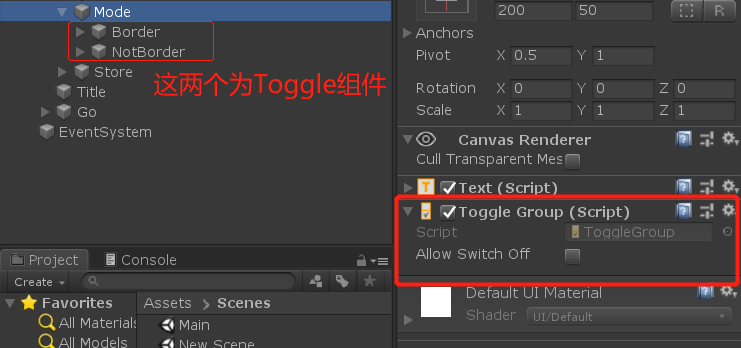 Mode
Border
NotBorder
Store
Title
Go
EventSystem
这两个为Toggle组件
Project
Console
Create
Favorites
All Materials
All Models
Assets > Scenes
Main
New Scene
200 50
R
Anchors
Pivot X 0.5 Y 1
Rotation X 0 Y 0 Z 0
Scale X 1 Y 1 Z 1
Canvas Renderer
Cull Transparent Mes
Text (Script)
Toggle Group (Script)
Script ToggleGroup
Allow Switch Off
Default UI Material
Shader UI/Default